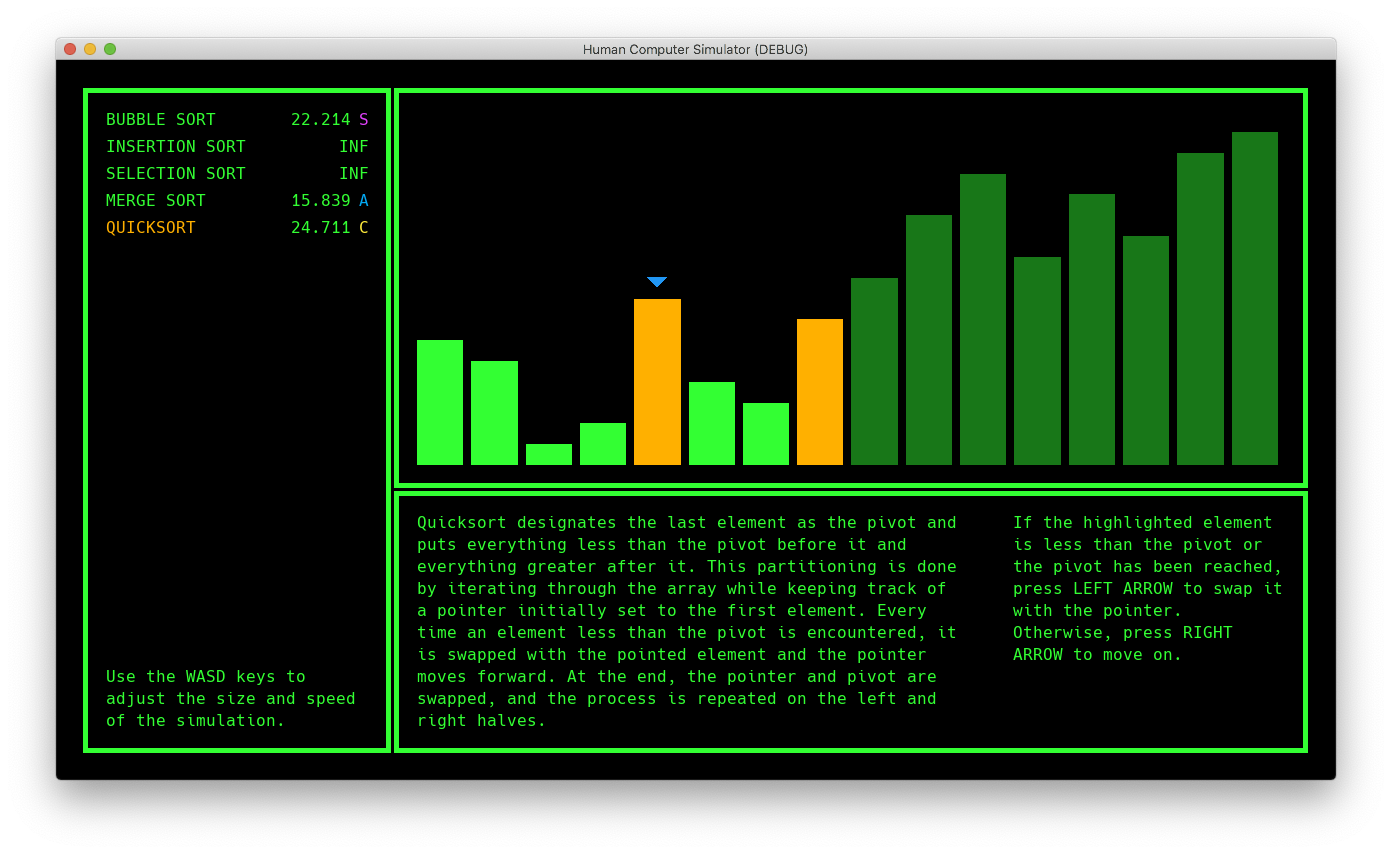 Human Computer Simulator (DEBUG)
BUBBLE SORT 22.214 S
INSERTION SORT INF
SELECTION SORT INF
MERGE SORT 15.839 A
QUICKSORT 24.711 C
Use the WASD keys to
adjust the size and speed
of the simulation.
Quicksort designates the last element as the pivot and
puts everything less than the pivot before it and
everything greater after it. This partitioning is done
by iterating through the array while keeping track of
a pointer initially set to the first element. Every
time an element less than the pivot is encountered, it
is swapped with the pointed element and the pointer
moves forward. At the end, the pointer and pivot are
swapped, and the process is repeated on the left and
right halves.
If the highlighted element
is less than the pivot or
the pivot has been reached,
press LEFT ARROW to swap it
with the pointer.
Otherwise, press RIGHT
ARROW to move on.